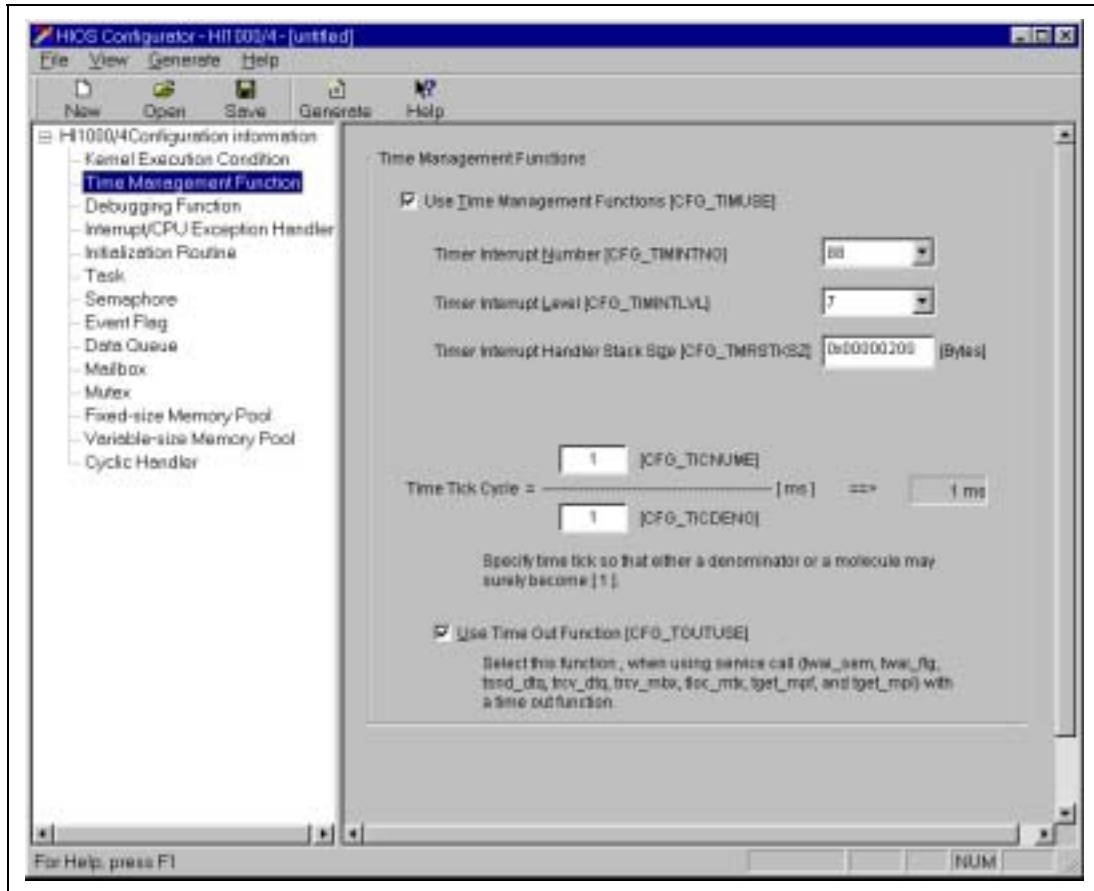 HIOS Configurator - HI1000/4 - [untitled]
File View Generate Help
New Open Save Generate Help
HI1000/4Configuration information
Kernel Execution Condition
Time Management Function
Debugging Function
Interrupt/CPU Exception Handler
Initialization Routine
Task
Semaphore
Event Flag
Data Queue
Mailbox
Mutex
Fixed-size Memory Pool
Variable-size Memory Pool
Cyclic Handler
Time Management Functions
Use Time Management Functions [CFG_TIMUSE]
Timer Interrupt Number [CFG_TIMINTNO]
Timer Interrupt Level [CFG_TIMINTLVL] 7
Timer Interrupt Handler Stack Size [CFG_TMRSTKSZ] 0x00000200 [Bytes]
1 [CFG_TICNUME]
Time Tick Cycle = ---------------------------------------- [ ms ] ==> 1 ms
1 [CFG_TICDENO]
Specify time tick so that either a denominator or a molecule may
surely become [ 1 ].
Use Time Out Function [CFG_TOUTUSE]
Select this function , when using service call (twai_sem, twai_flg,
tsnd_dtq, trcv_dtq, trcv_mbx, tloc_mtx, tget_mpf, and tget_mpl) with
a time out function.
For Help, press F1
NUM